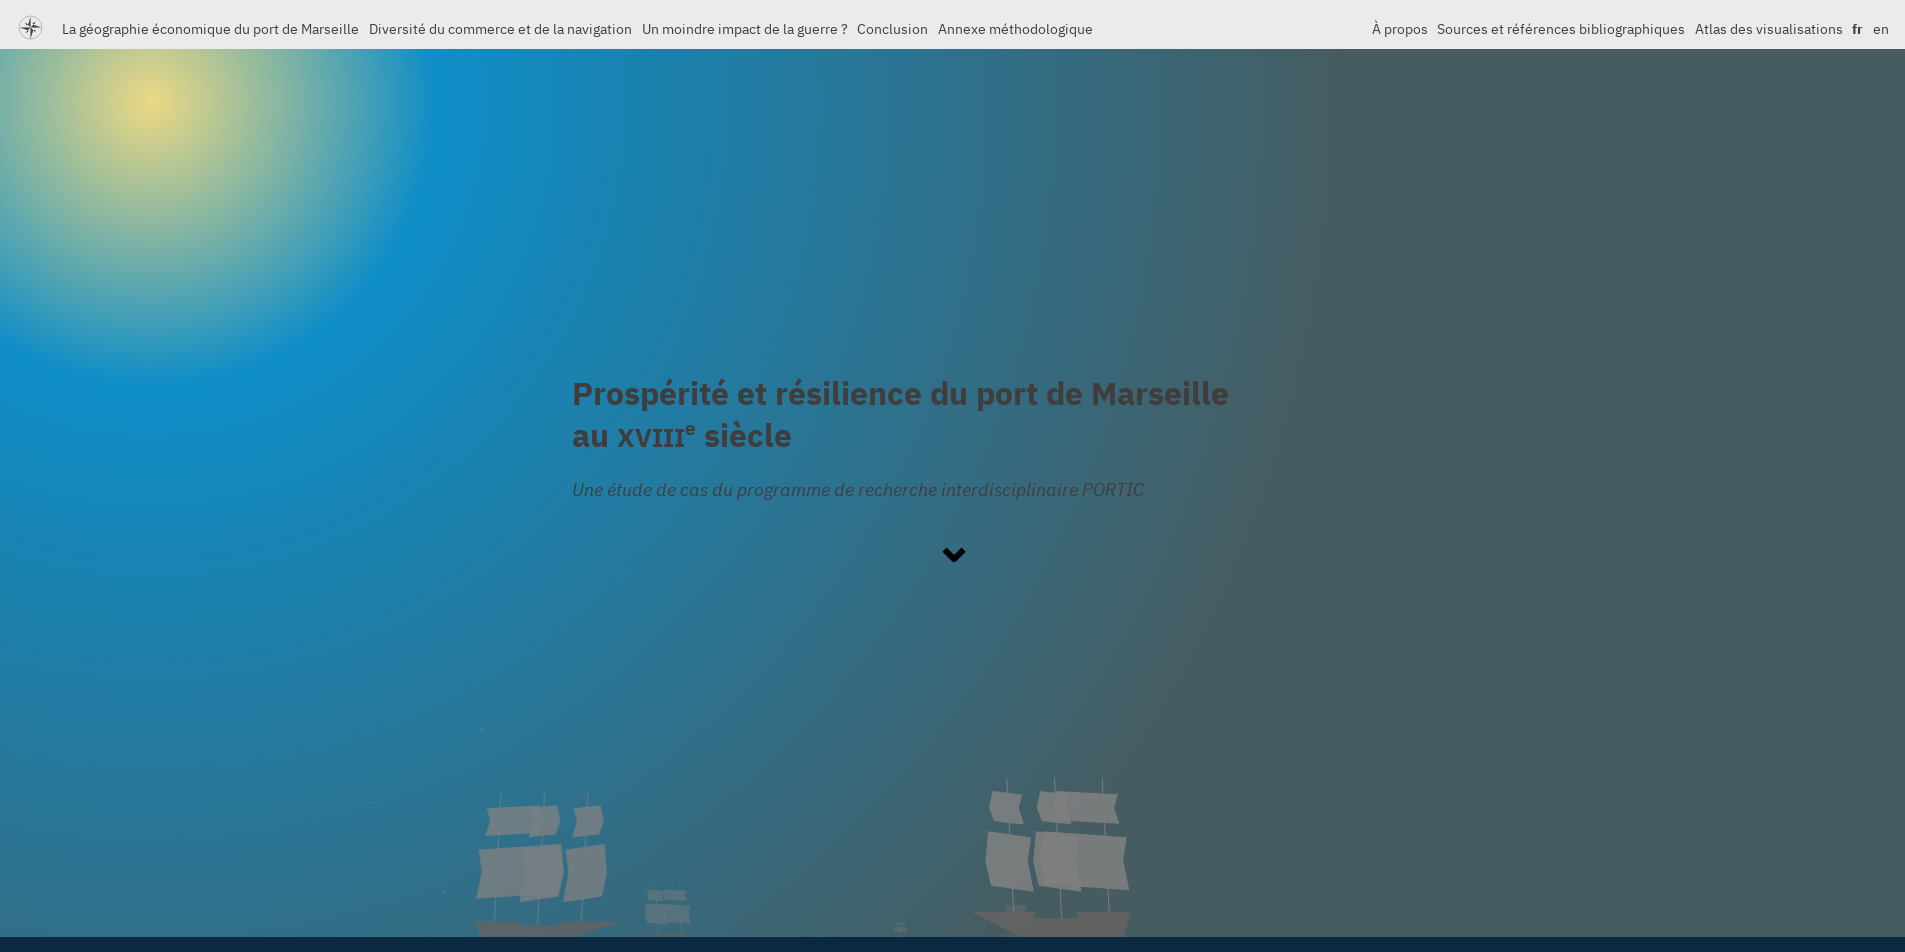 La géographie économique du port de Marseille Diversité du commerce et de la navigation Un moindre impact de la guerre ? Conclusion Annexe méthodologique À propos Sources et références bibliographiques Atlas des visualisations fr en
Prospérité et résilience du port de Marseille
au XVIIIe siècle
Une étude de cas du programme de recherche interdisciplinaire PORTIC